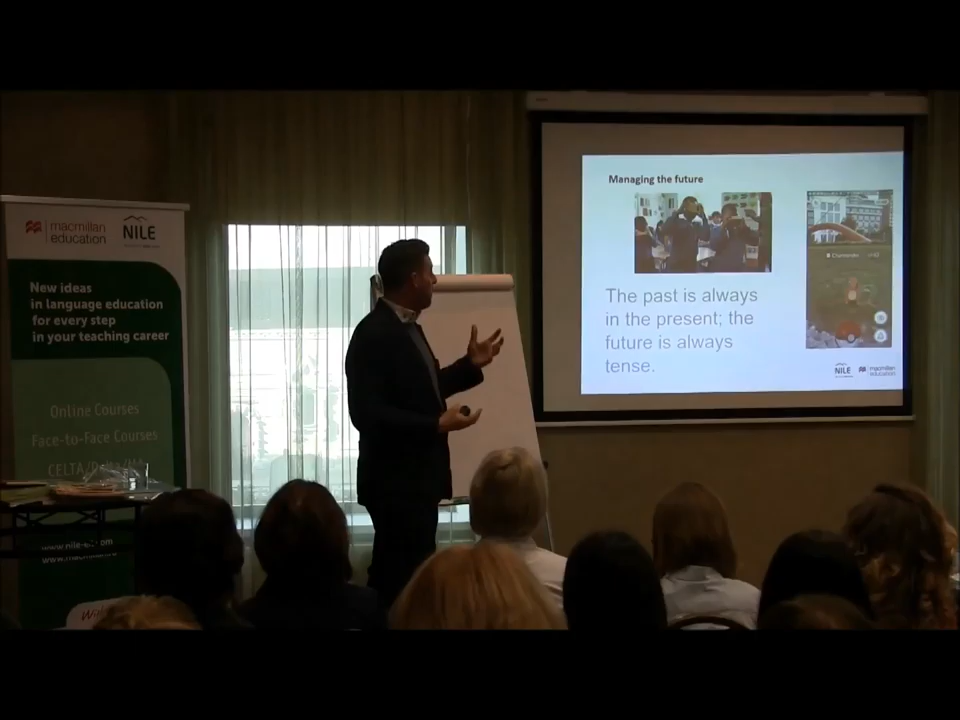 macmillan
education
NILE
New ideas
in language education
for every step
in your teaching career
Online Courses
Face-to-Face Courses
Managing the future
The past is always
in the present; the
future is always
tense.
NILE
macmillan
education